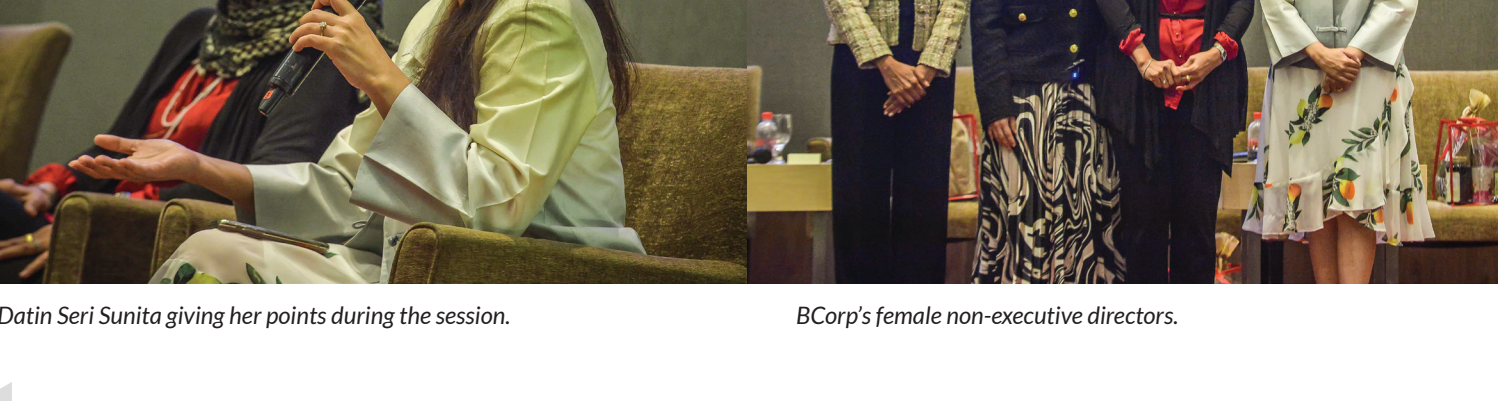 Datin Seri Sunita giving her points during the session.
BCorp's female non-executive directors.